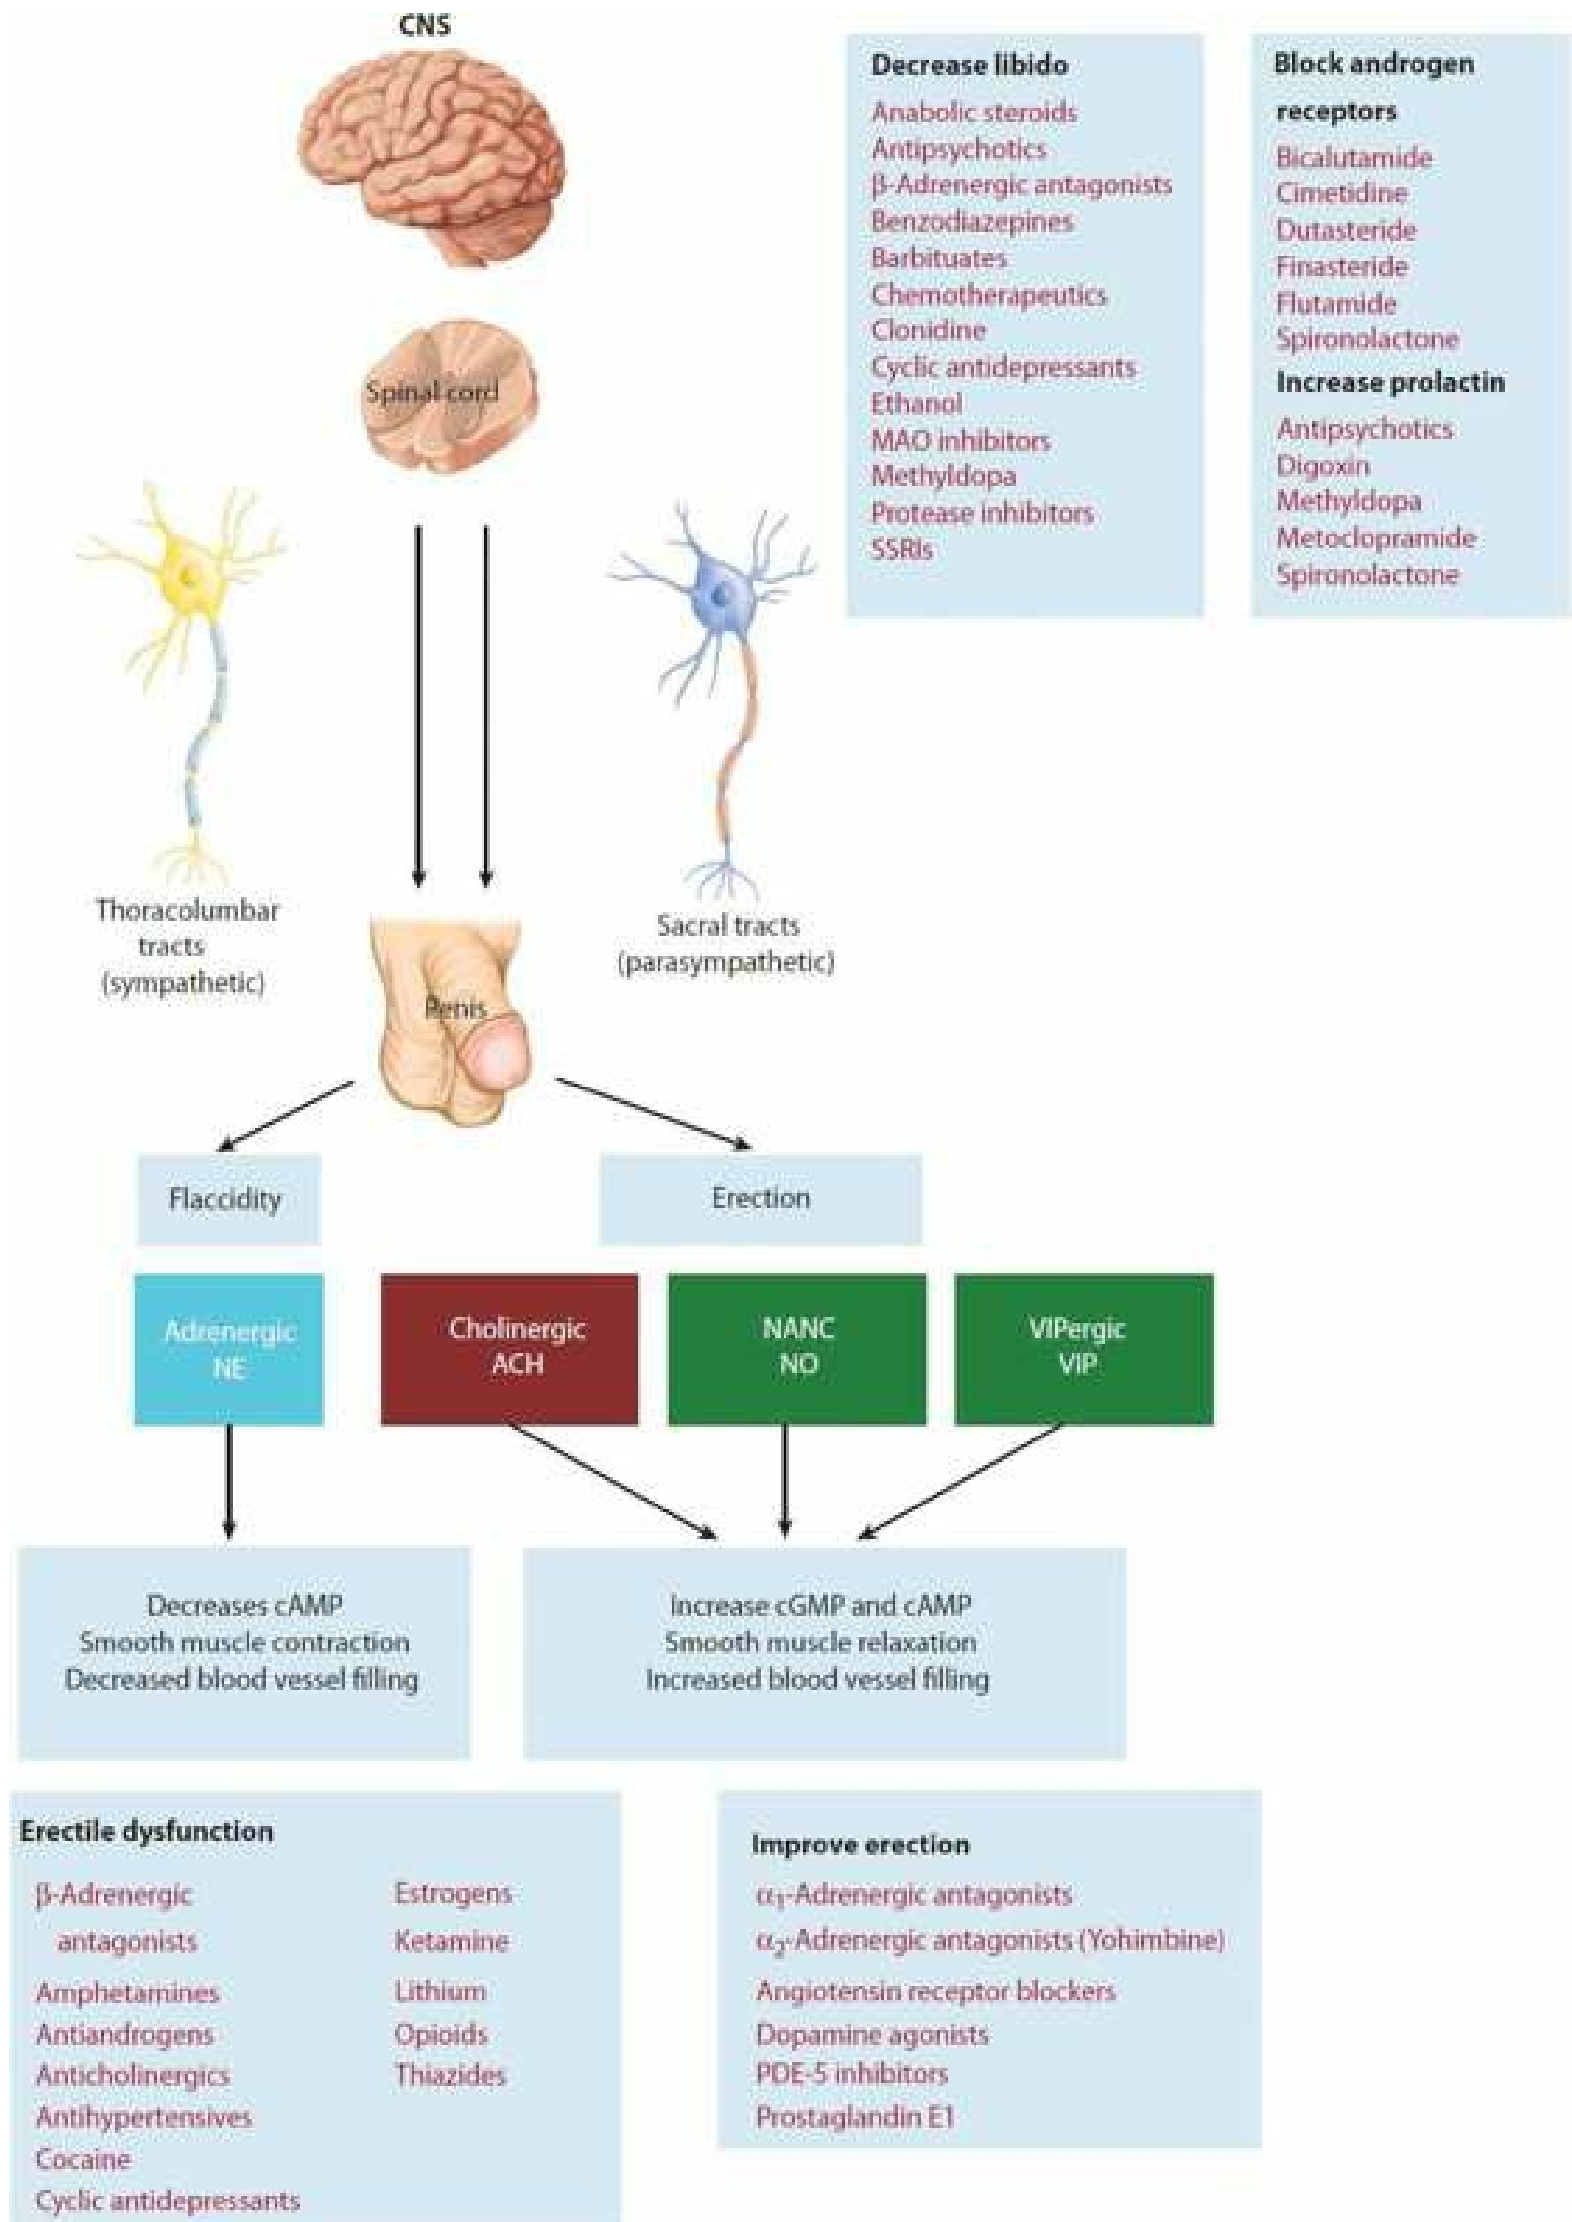 CNS
Spinal cord
Thoracolumbar
tracts
(sympathetic)
Sacral tracts
(parasympathetic)
Penis
Decrease libido
Anabolic steroids
Antipsychotics
β-Adrenergic antagonists
Benzodiazepines
Barbituates
Chemotherapeutics
Clonidine
Cyclic antidepressants
Ethanol
MAO inhibitors
Methyldopa
Protease inhibitors
SSRIs
Block androgen
receptors
Bicalutamide
Cimetidine
Dutasteride
Finasteride
Flutamide
Spironolactone
Increase prolactin
Antipsychotics
Digoxin
Methyldopa
Metoclopramide
Spironolactone
Flaccidity
Erection
Adrenergic
NE
Cholinergic
ACH
NANC
NO
VIPergic
VIP
Decreases cAMP
Smooth muscle contraction
Decreased blood vessel filling
Increase cGMP and cAMP
Smooth muscle relaxation
Increased blood vessel filling
Erectile dysfunction
β-Adrenergic
antagonists
Amphetamines
Antiandrogens
Anticholinergics
Antihypertensives
Cocaine
Cyclic antidepressants
Estrogens
Ketamine
Lithium
Opioids
Thiazides
Improve erection
α₁-Adrenergic antagonists
α₂-Adrenergic antagonists (Yohimbine)
Angiotensin receptor blockers
Dopamine agonists
PDE-5 inhibitors
Prostaglandin E1